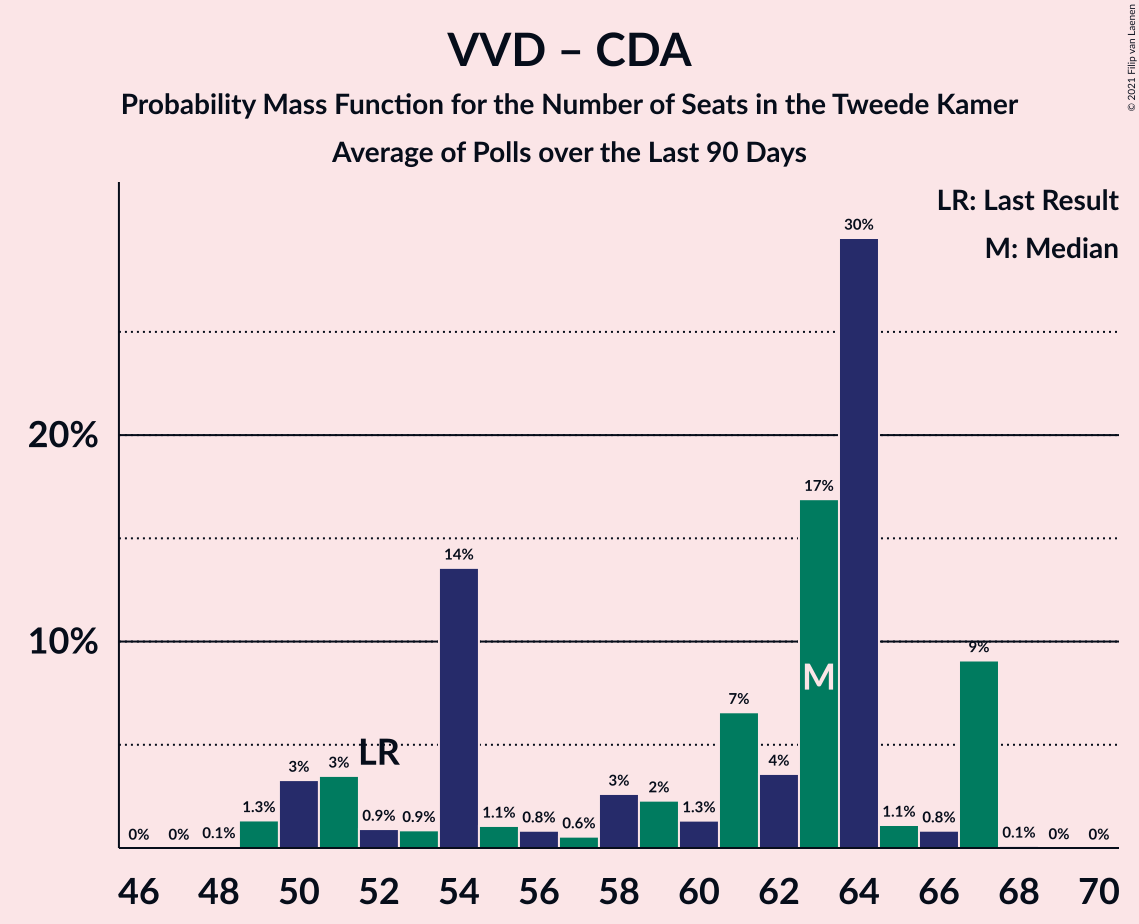 VVD – CDA
Probability Mass Function for the Number of Seats in the Tweede Kamer
Average of Polls over the Last 90 Days
© 2021 Filip van Laenen
LR: Last Result
M: Median
20%
10%
0% 0% 0.1% 1.3% 3% 3% 0.9% 0.9% 14% 1.1% 0.8% 0.6% 3% 2% 1.3% 7% 4% 17% 30% 1.1% 0.8% 9% 0.1% 0% 0%
LR
M
46 48 50 52 54 56 58 60 62 64 66 68 70